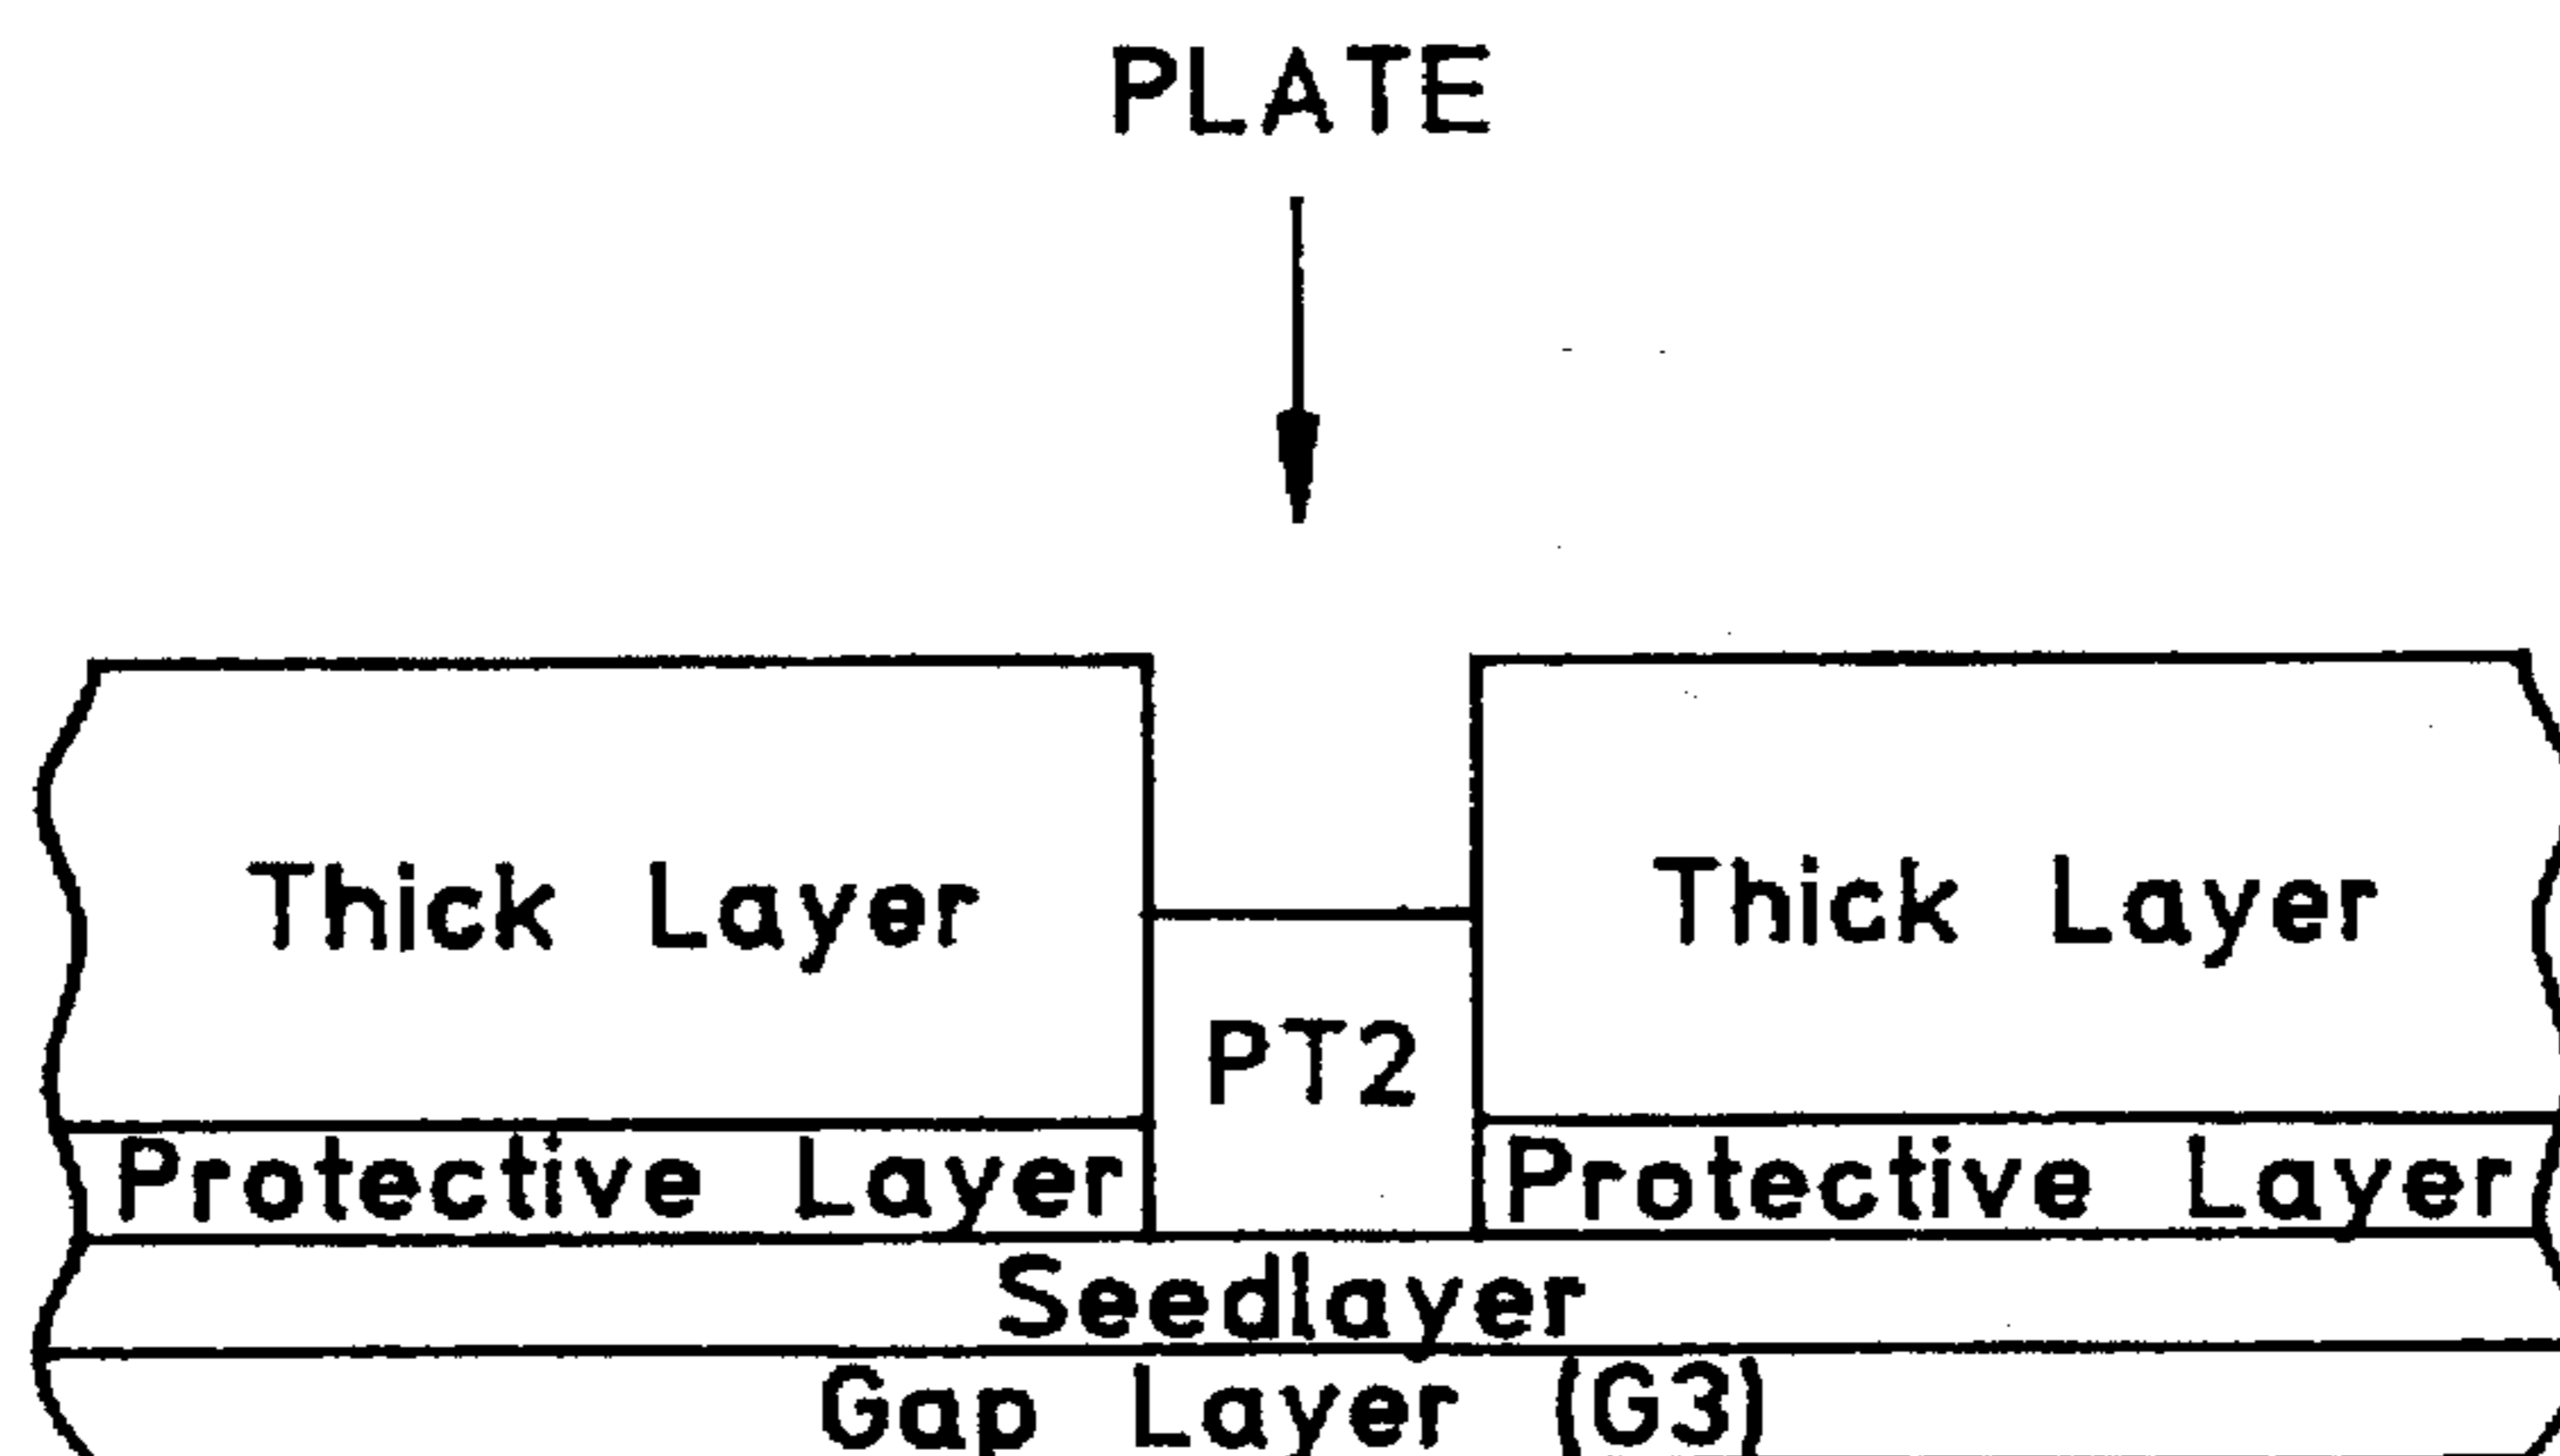 PLATE
Thick Layer Thick Layer
PT2
Protective Layer Protective Layer
Seedlayer
Gap Layer (G3)